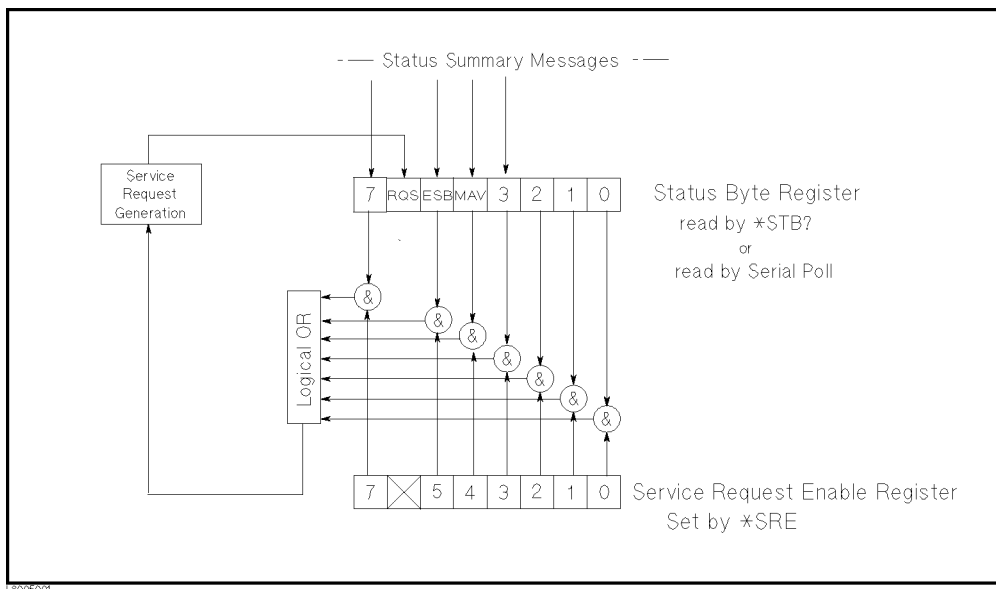 Status Summary Messages
Service
Request
Generation
7 RQS ESB MAV 3 2 1 0
Status Byte Register
read by *STB?
or
read by Serial Poll
&
&
&
&
&
&
&
Logical OR
7 5 4 3 2 1 0
Service Request Enable Register
Set by *SRE